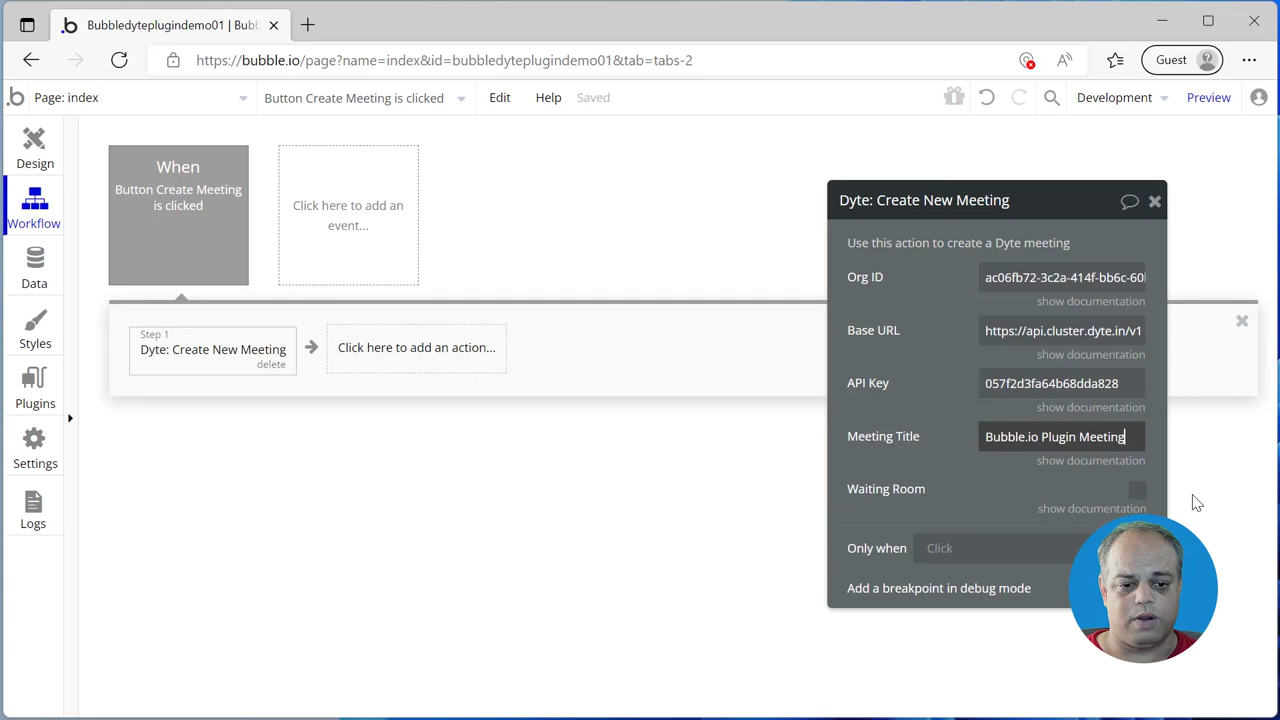 Bubbledyteplugindemo01 | Bubb
https://bubble.io/page?name=index&id=bubbledyteplugindemo01&tab=tabs-2
Guest
Page: index
Button Create Meeting is clicked
Edit
Help
Saved
Development
Preview
Design
Workflow
Data
Styles
Plugins
Settings
Logs
When
Button Create Meeting
is clicked
Click here to add an
event...
Step 1
Dyte: Create New Meeting
delete
Click here to add an action...
Dyte: Create New Meeting
Use this action to create a Dyte meeting
Org ID
ac06fb72-3c2a-414f-bb6c-60
show documentation
Base URL
https://api.cluster.dyte.in/v1
show documentation
API Key
057f2d3fa64b68dda828
show documentation
Meeting Title
Bubble.io Plugin Meeting
show documentation
Waiting Room
show documentation
Only when
Click
Add a breakpoint in debug mode